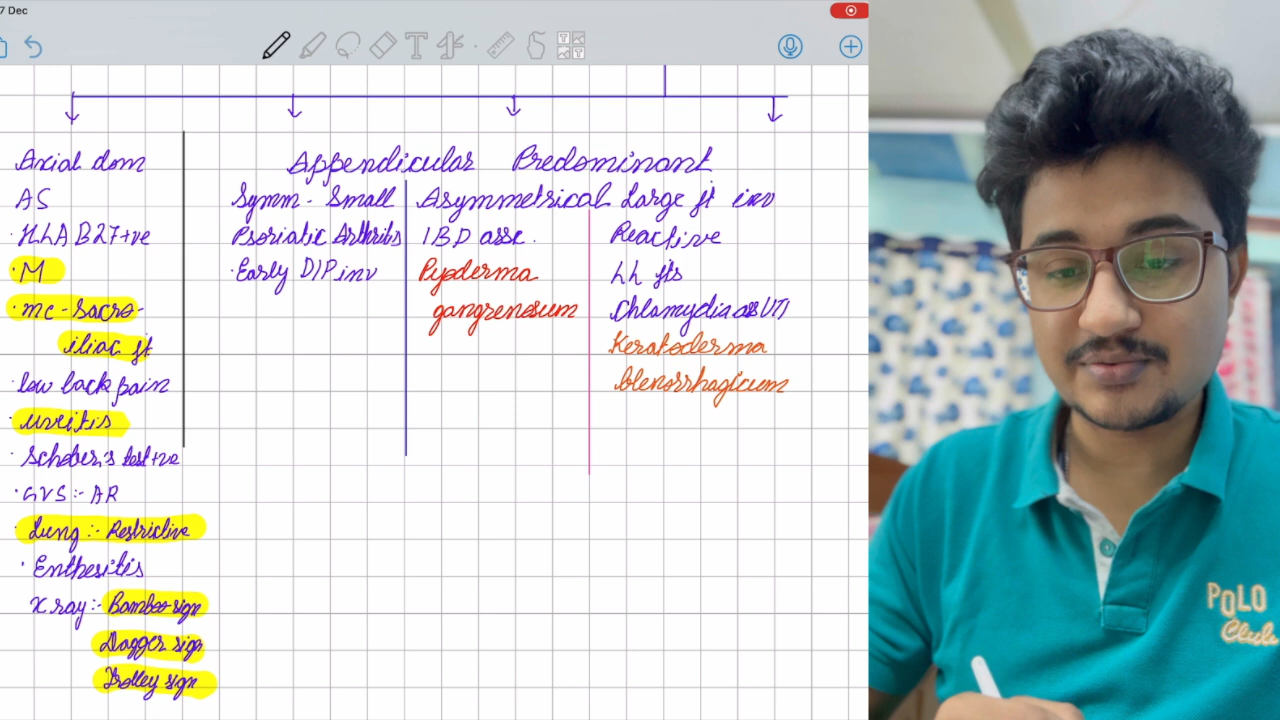 7 Dec
T
Axial dom
AS
· HLA B27+ve
· M
· mc - Sacro-
iliac jt
· low back pain
· uveitis
· Schober's test+ve
· CVS :- AR
· Lung :- Restrictive
· Enthesitis
X ray :- Bamboo sign
Dagger sign
Trolley sign
Appendicular Predominant
Symm - Small
Psoriatic Arthritis
· Early DIP inv
Asymmetrical Large jt inv
IBD assc.
Pyoderma
gangrenosum
Reactive
LL jts
Chlamydia ass UTI
Keratoderma
blenorrhagicum
POLO
Club